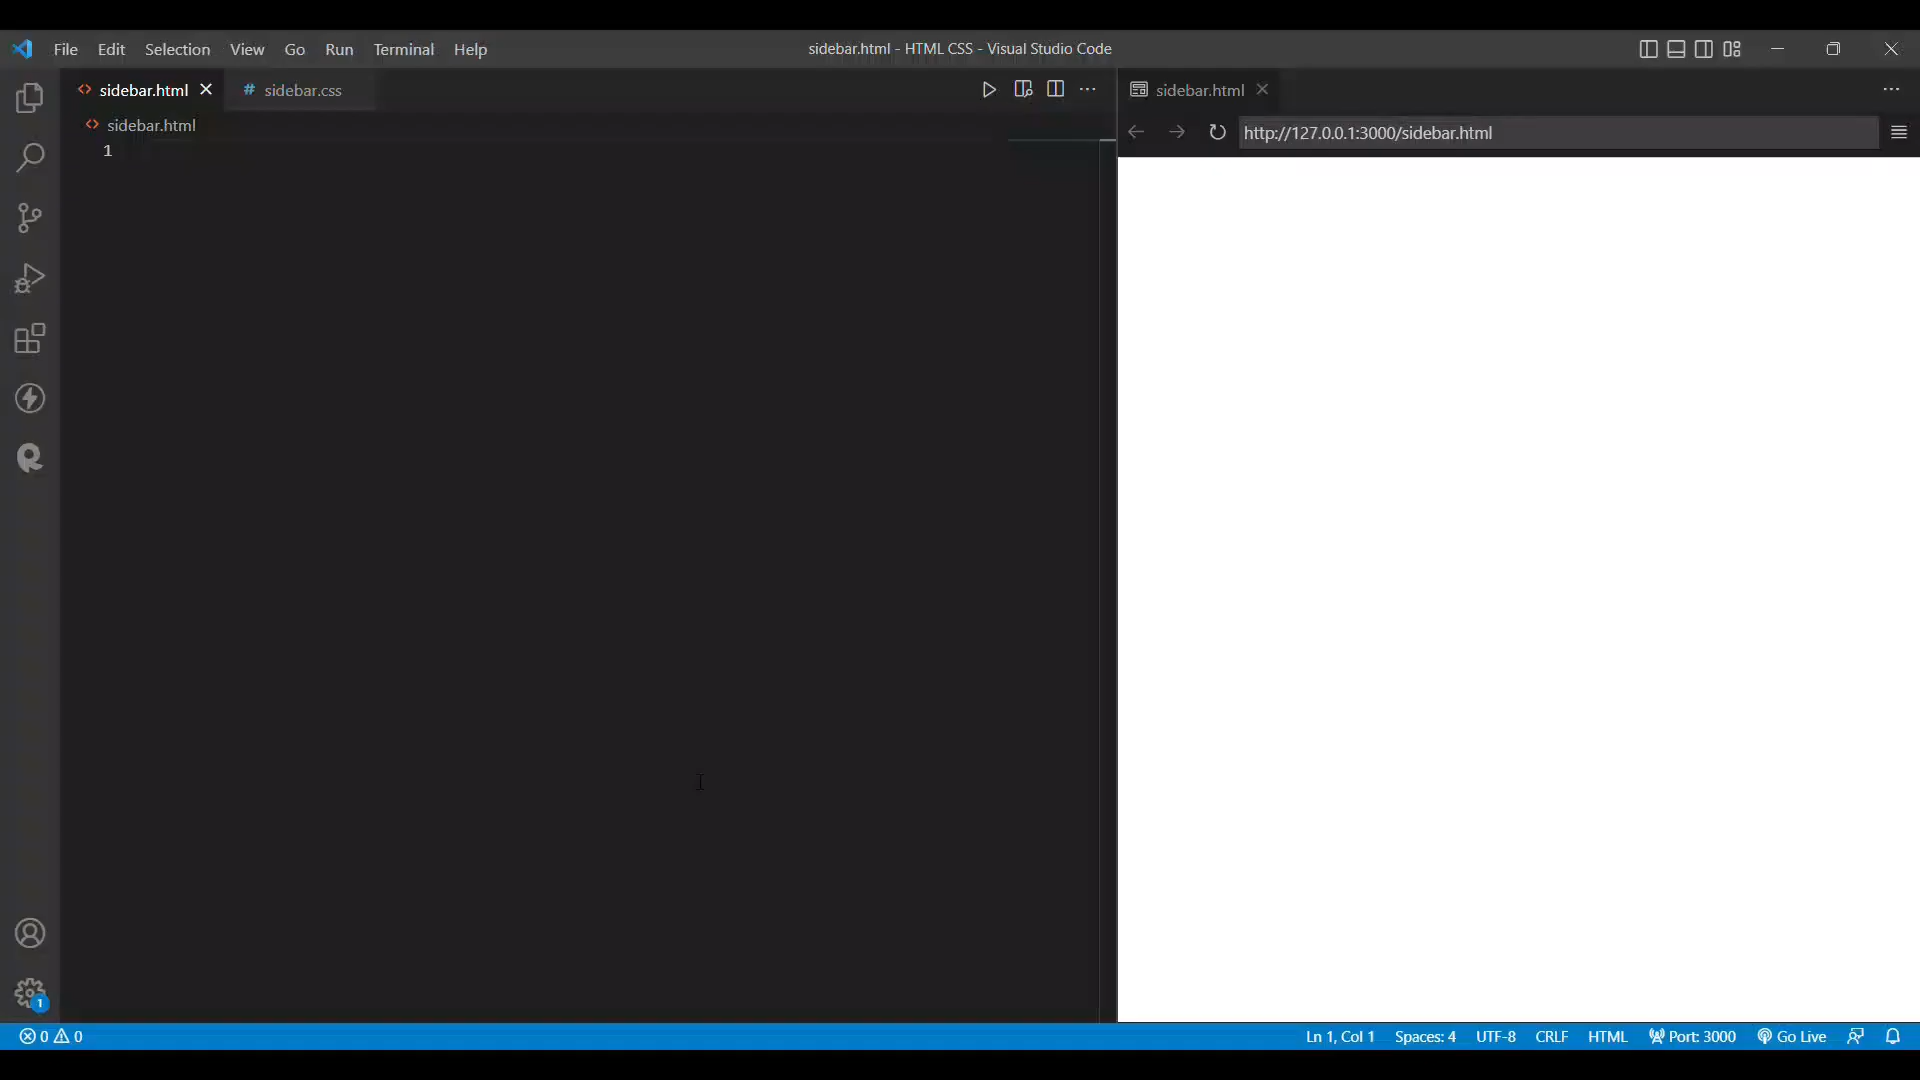 File Edit Selection View Go Run Terminal Help sidebar.html - HTML CSS - Visual Studio Code
sidebar.html # sidebar.css
sidebar.html
sidebar.html
http://127.0.0.1:3000/sidebar.html
1
1
0 0 Ln 1, Col 1 Spaces: 4 UTF-8 CRLF HTML Port: 3000 Go Live